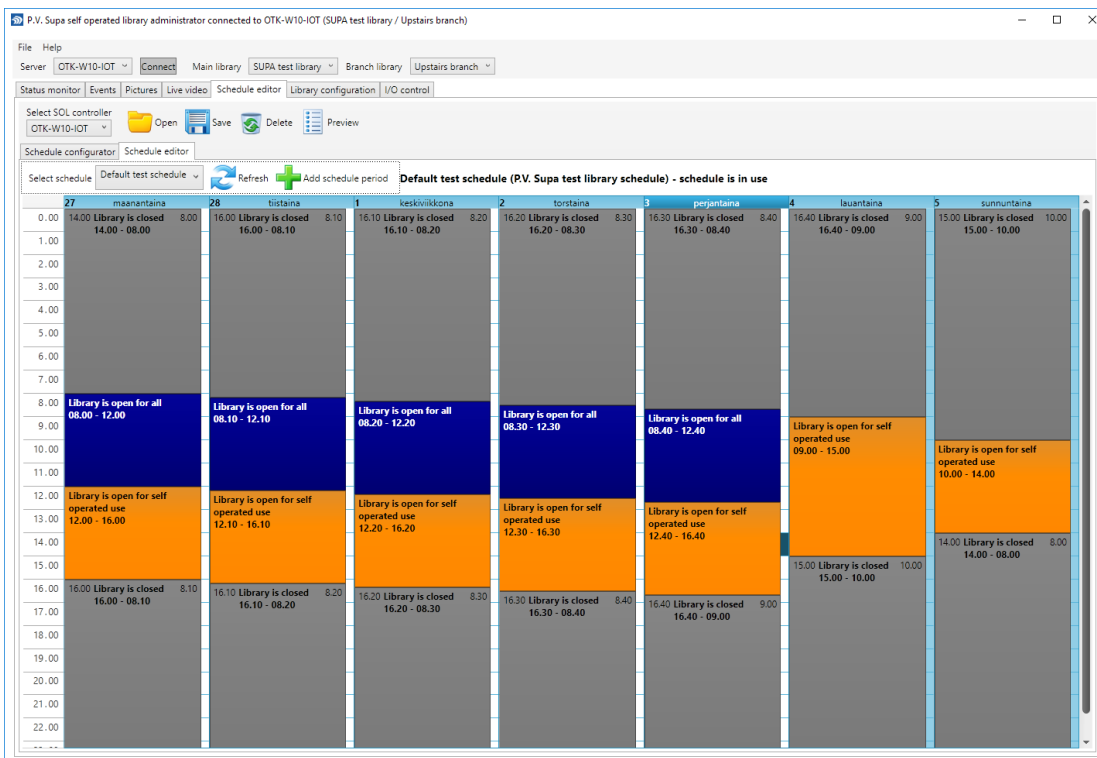 P.V. Supa self operated library administrator connected to OTK-W10-IOT (SUPA test library / Upstairs branch)
File Help
Server OTK-W10-IOT Connect Main library SUPA test library Branch library Upstairs branch
Status monitor Events Pictures Live video Schedule editor Library configuration I/O control
Select SOL controller
OTK-W10-IOT Open Save Delete Preview
Schedule configurator Schedule editor
Select schedule Default test schedule Refresh Add schedule period Default test schedule (P.V. Supa test library schedule) - schedule is in use
27 maanantaina 28 tiistaina 1 keskiviikkona 2 torstaina 3 perjantaina 4 lauantaina 5 sunnuntaina
0.00 14.00 Library is closed 8.00 16.00 Library is closed 8.10 16.10 Library is closed 8.20 16.20 Library is closed 8.30 16.30 Library is closed 8.40 16.40 Library is closed 9.00 15.00 Library is closed 10.00
14.00 - 08.00 16.00 - 08.10 16.10 - 08.20 16.20 - 08.30 16.30 - 08.40 16.40 - 09.00 15.00 - 10.00
1.00
2.00
3.00
4.00
5.00
6.00
7.00
8.00 Library is open for all Library is open for all Library is open for all Library is open for all Library is open for all
08.00 - 12.00 08.10 - 12.10 08.20 - 12.20 08.30 - 12.30 08.40 - 12.40
9.00 Library is open for self
operated use
09.00 - 15.00
10.00 Library is open for self
operated use
10.00 - 14.00
11.00
12.00 Library is open for self Library is open for self Library is open for self Library is open for self Library is open for self
operated use operated use operated use operated use operated use
13.00 12.00 - 16.00 12.10 - 16.10 12.20 - 16.20 12.30 - 16.30 12.40 - 16.40
14.00 14.00 Library is closed 8.00
14.00 - 08.00
15.00 15.00 Library is closed 10.00
15.00 - 10.00
16.00 16.00 Library is closed 8.10 16.10 Library is closed 8.20 16.20 Library is closed 8.30 16.30 Library is closed 8.40 16.40 Library is closed 9.00
16.00 - 08.10 16.10 - 08.20 16.20 - 08.30 16.30 - 08.40 16.40 - 09.00
17.00
18.00
19.00
20.00
21.00
22.00